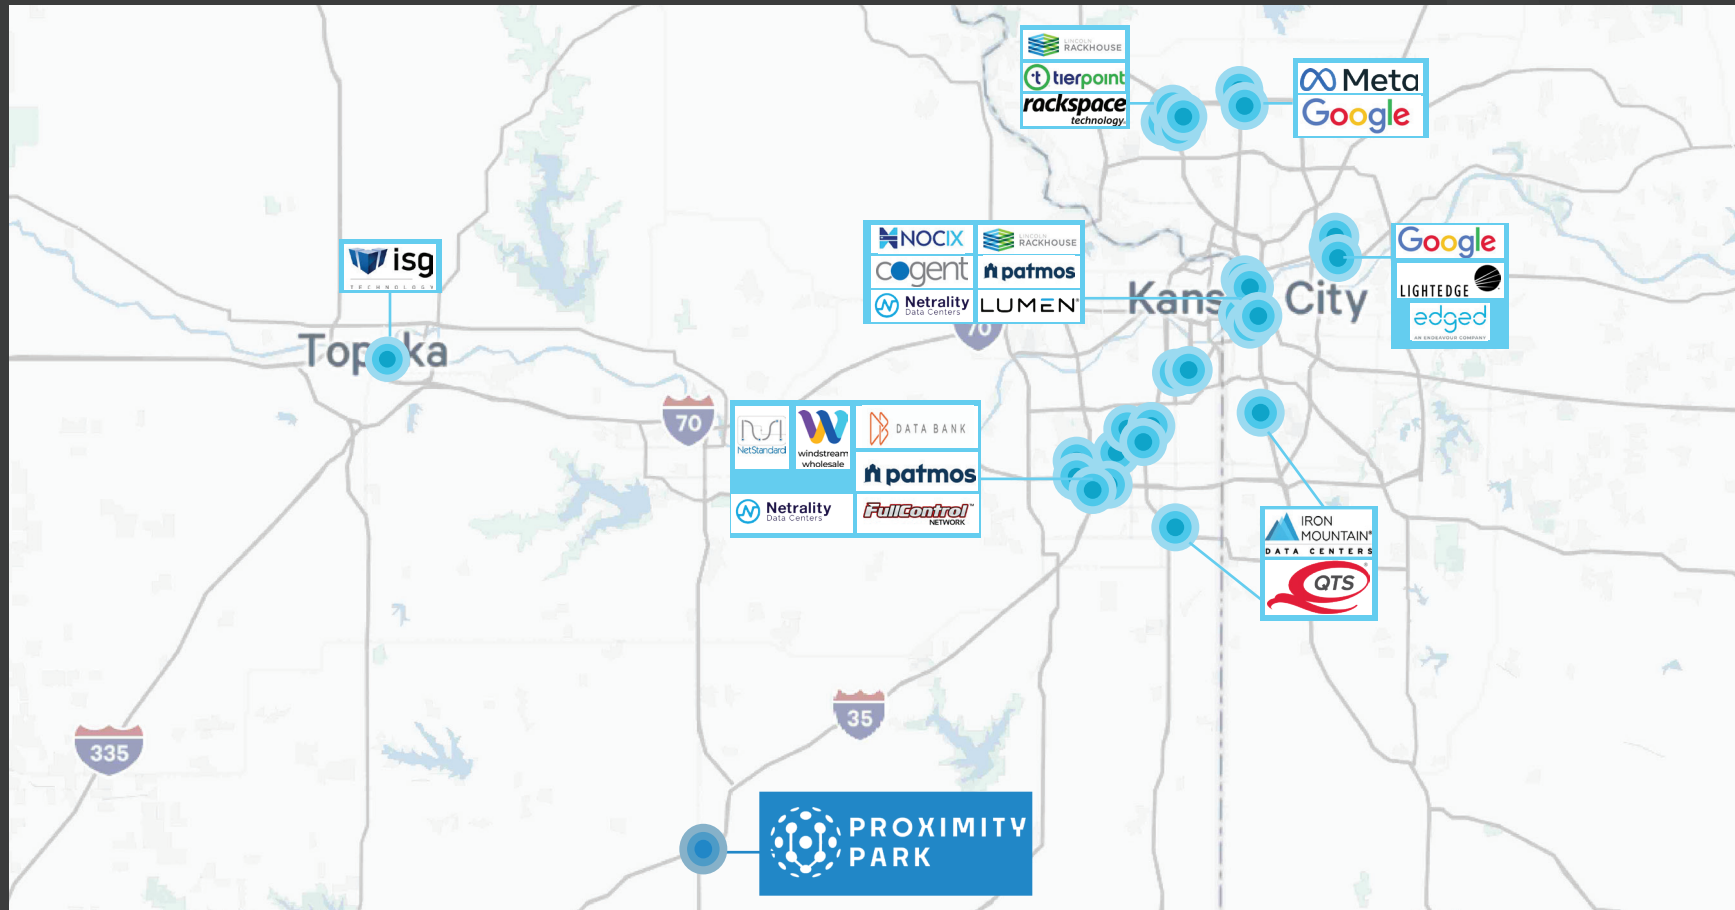 LINCOLN
RACKHOUSE
tierpoint
rackspace
technology
Meta
Google
isg
TECHNOLOGY
Topeka
NOCIX
LINCOLN
RACKHOUSE
cogent
patmos
Netrality
Data Centers
LUMEN
70
Kansas City
Google
LIGHTEDGE
edged
AN ENDEAVOUR COMPANY
70
NetStandard
windstream
wholesale
DATA BANK
patmos
Netrality
Data Centers
FullControl™
NETWORK
IRON
MOUNTAIN®
DATA CENTERS
QTS
35
335
PROXIMITY
PARK